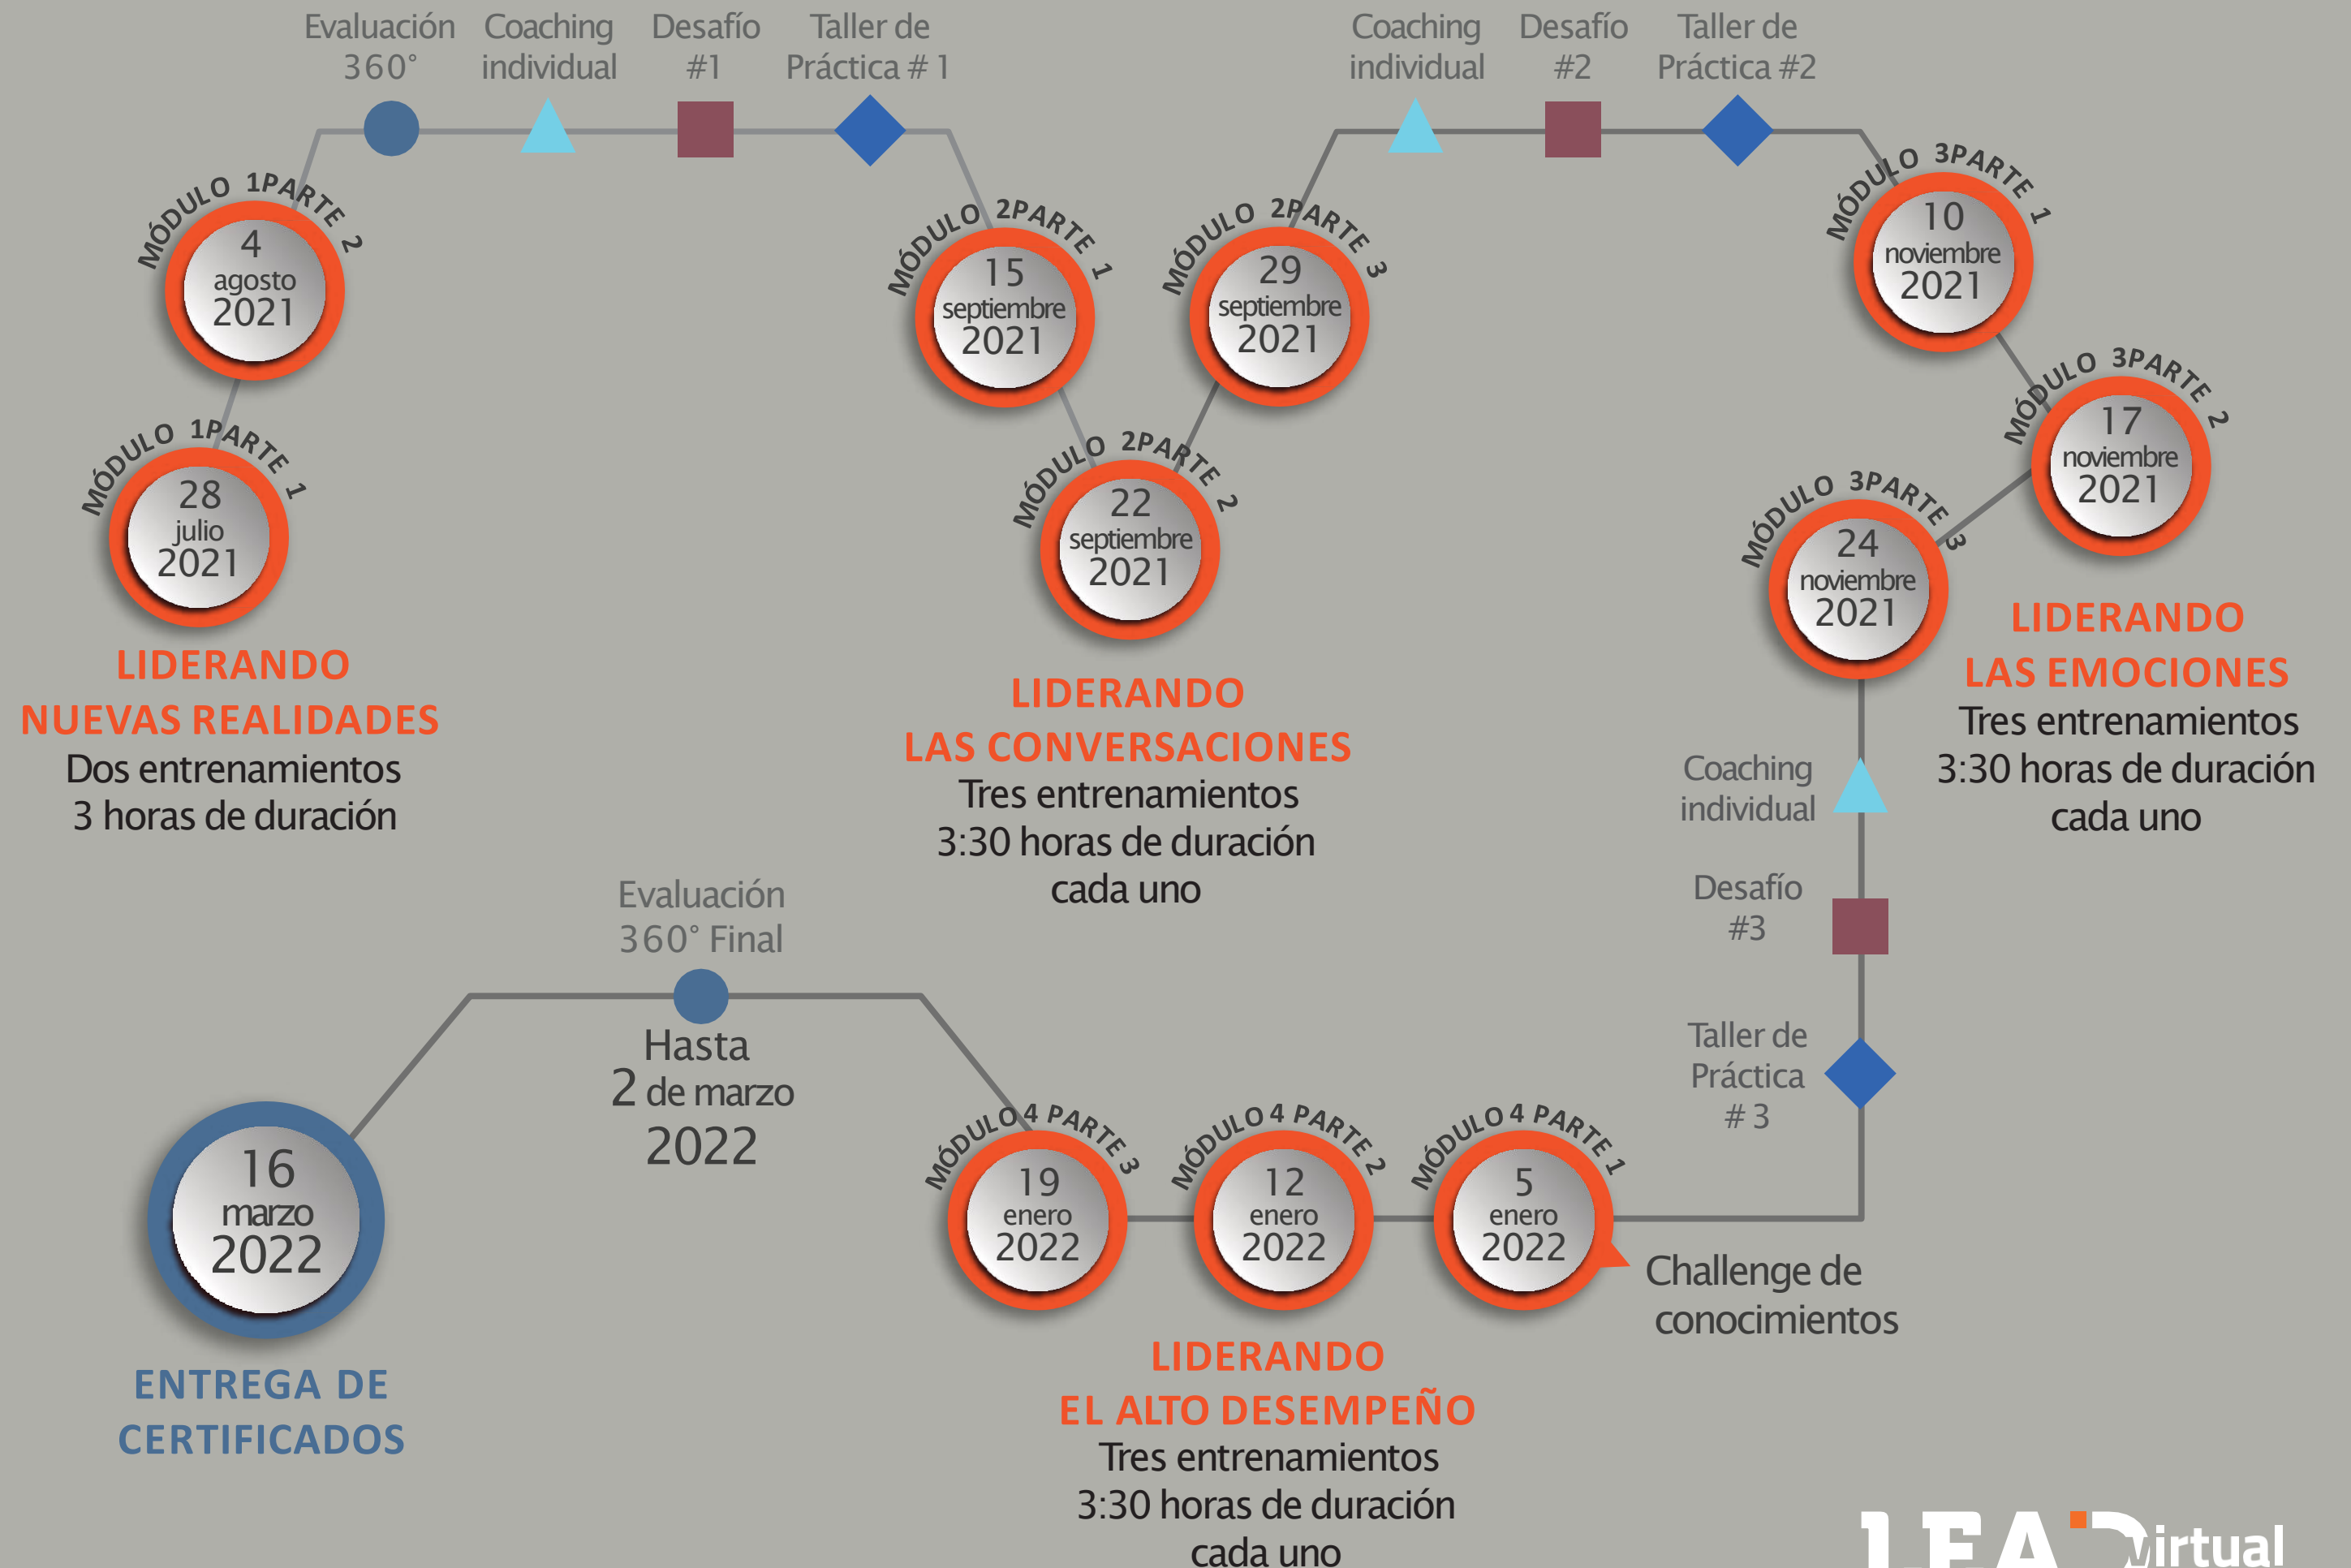 Evaluación
360°
Coaching
individual
Desafío
#1
Taller de
Práctica # 1
Coaching
individual
Desafío
#2
Taller de
Práctica #2
MÓDULO 1PARTE 2
4
agosto
2021
MÓDULO 1PARTE 1
28
julio
2021
LIDERANDO
NUEVAS REALIDADES
Dos entrenamientos
3 horas de duración
MÓDULO 2PARTE 1
15
septiembre
2021
MÓDULO 2PARTE 2
22
septiembre
2021
MÓDULO 2PARTE 3
29
septiembre
2021
LIDERANDO
LAS CONVERSACIONES
Tres entrenamientos
3:30 horas de duración
cada uno
MÓDULO 3PARTE 1
10
noviembre
2021
MÓDULO 3PARTE 2
17
noviembre
2021
MÓDULO 3PARTE 3
24
noviembre
2021
LIDERANDO
LAS EMOCIONES
Tres entrenamientos
3:30 horas de duración
cada uno
Coaching
individual
Desafío
#3
Taller de
Práctica
# 3
MÓDULO 4 PARTE 1
5
enero
2022
Challenge de
conocimientos
MÓDULO 4 PARTE 2
12
enero
2022
MÓDULO 4 PARTE 3
19
enero
2022
LIDERANDO
EL ALTO DESEMPEÑO
Tres entrenamientos
3:30 horas de duración
cada uno
Evaluación
360° Final
Hasta
2 de marzo
2022
16
marzo
2022
ENTREGA DE
CERTIFICADOS
LEAD Virtual